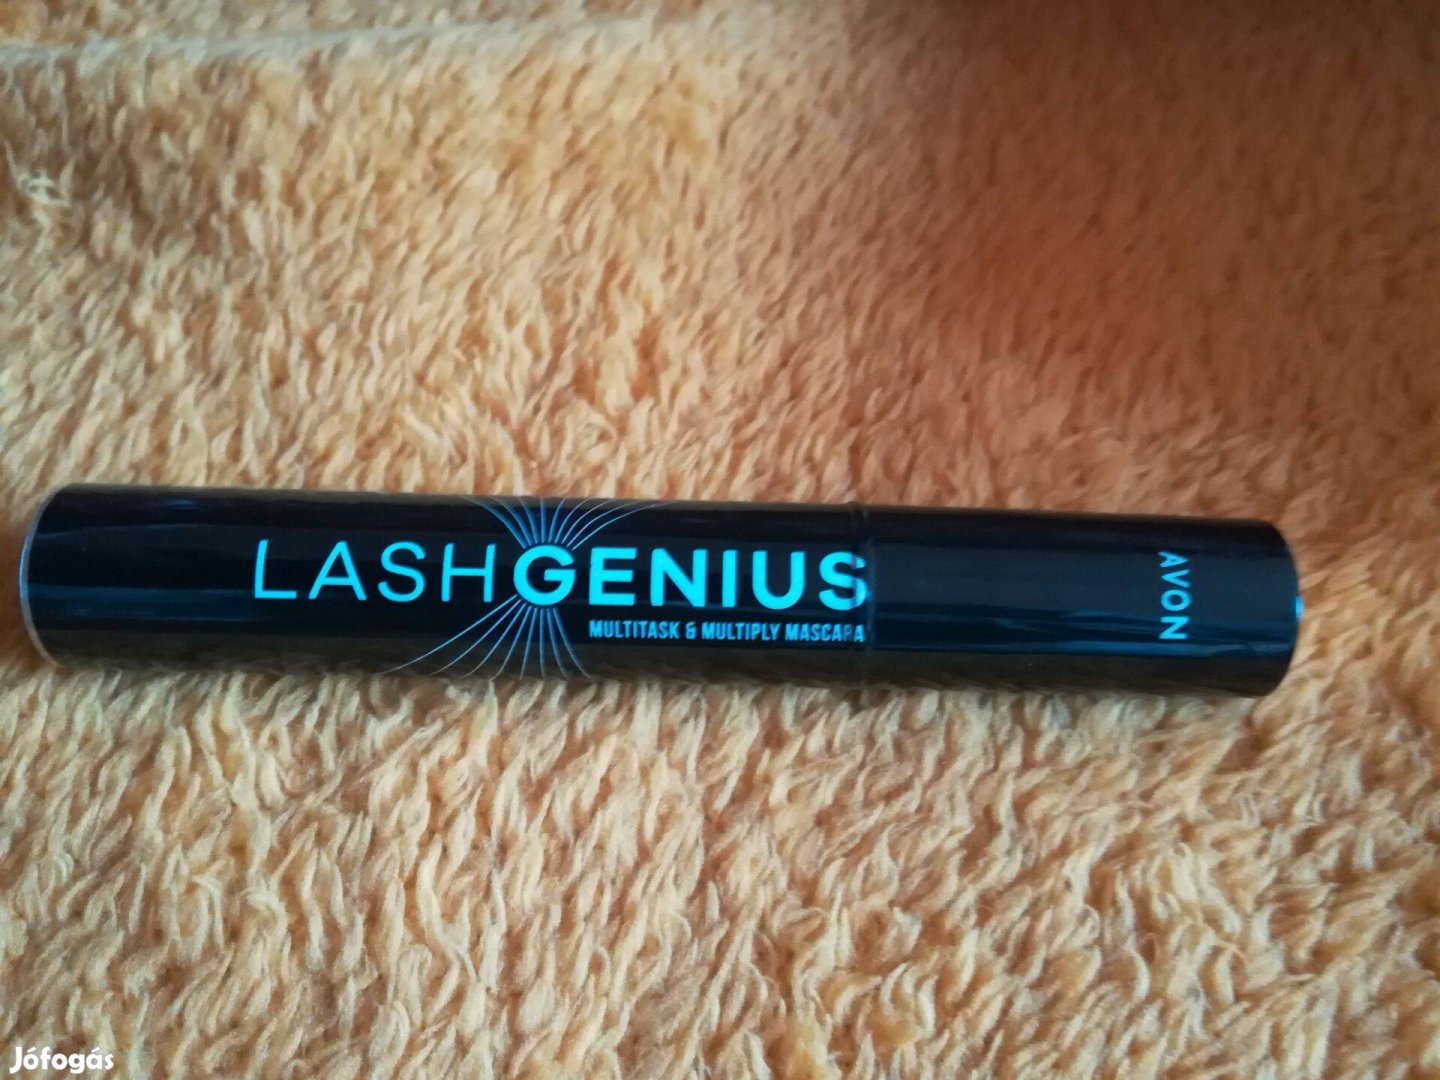 LASHGENIUS
MULTITASK & MULTIPLY MASCARA
AVON
Jófogás